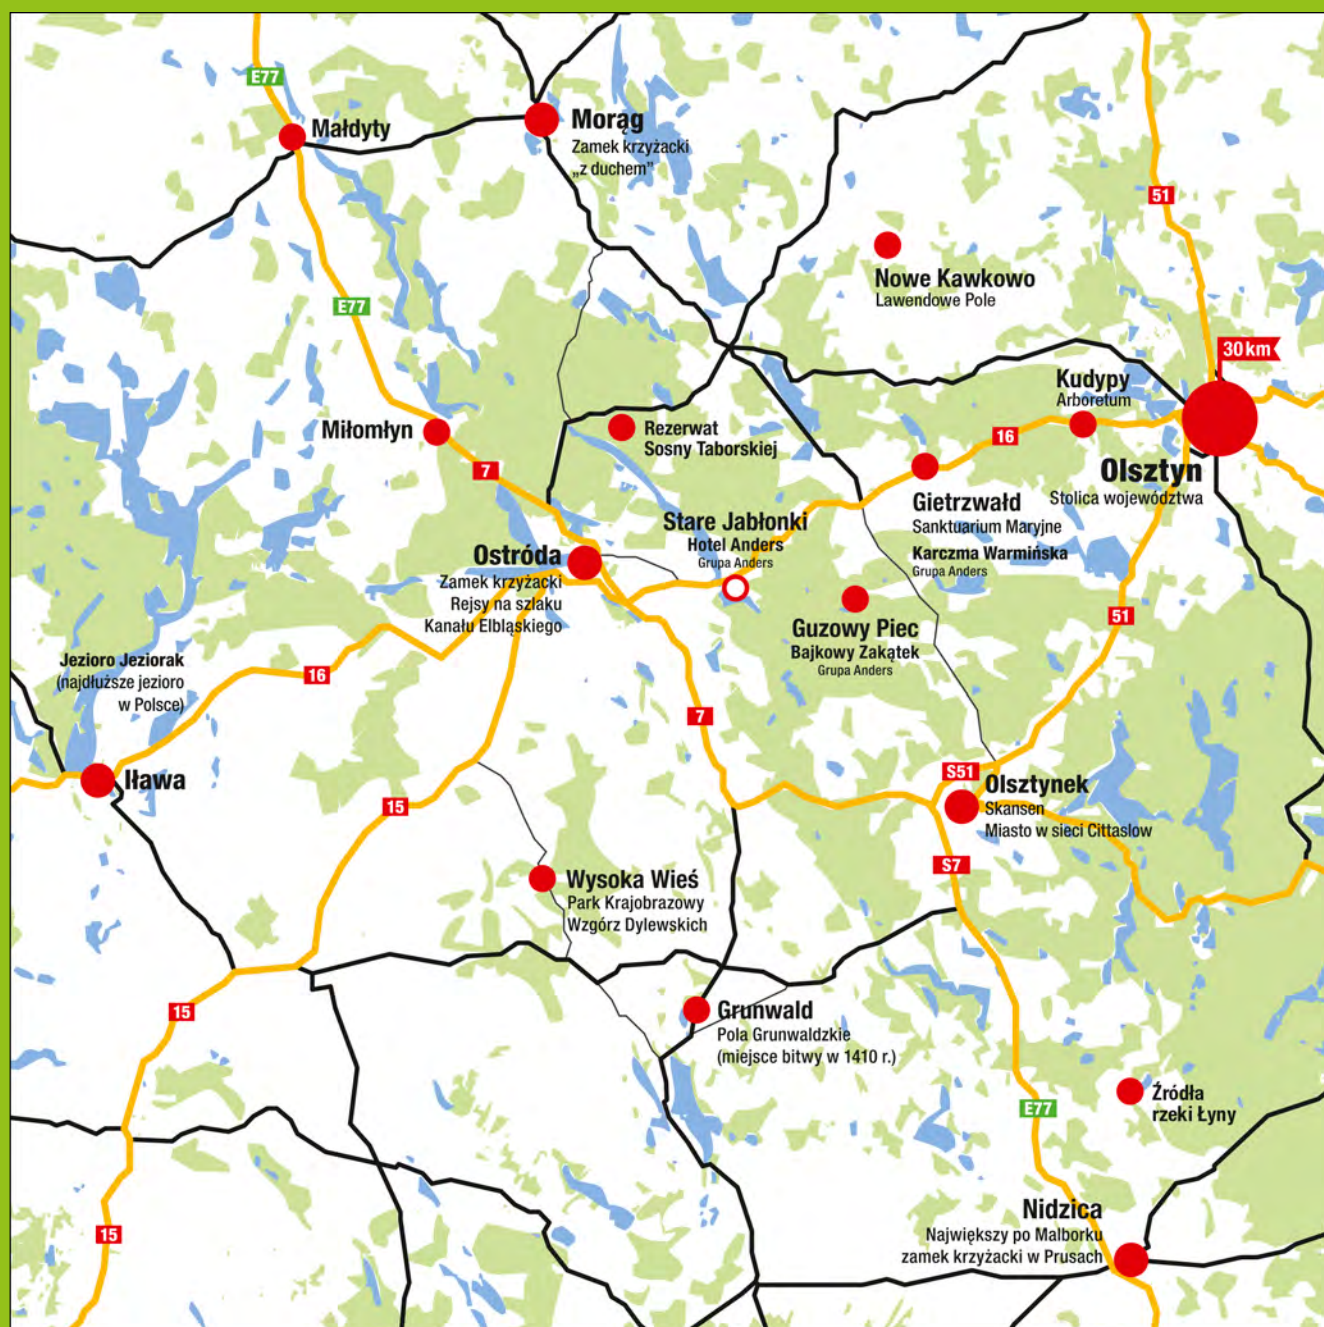 E77
Małdyty
Morąg
Zamek krzyżacki
„z duchem”
51
Nowe Kawkowo
Lawendowe Pole
E77
30 km
Kudypy
Arboretum
Miłomłyn
Rezerwat
Sosny Taborskiej
16
7
Olsztyn
Stolica województwa
Gietrzwałd
Sanktuarium Maryjne
Karczma Warmińska
Grupa Anders
Stare Jabłonki
Hotel Anders
Grupa Anders
Ostróda
Zamek krzyżacki
Rejsy na szlaku
Kanału Elbląskiego
51
Guzowy Piec
Bajkowy Zakątek
Grupa Anders
Jezioro Jeziorak
(najdłuższe jezioro
w Polsce)
16
7
Iława
S51
Olsztynek
Skansen
Miasto w sieci Cittaslow
15
S7
Wysoka Wieś
Park Krajobrazowy
Wzgórz Dylewskich
15
Grunwald
Pola Grunwaldzkie
(miejsce bitwy w 1410 r.)
E77
Źródła
rzeki Łyny
Nidzica
Największy po Malborku
zamek krzyżacki w Prusach
15